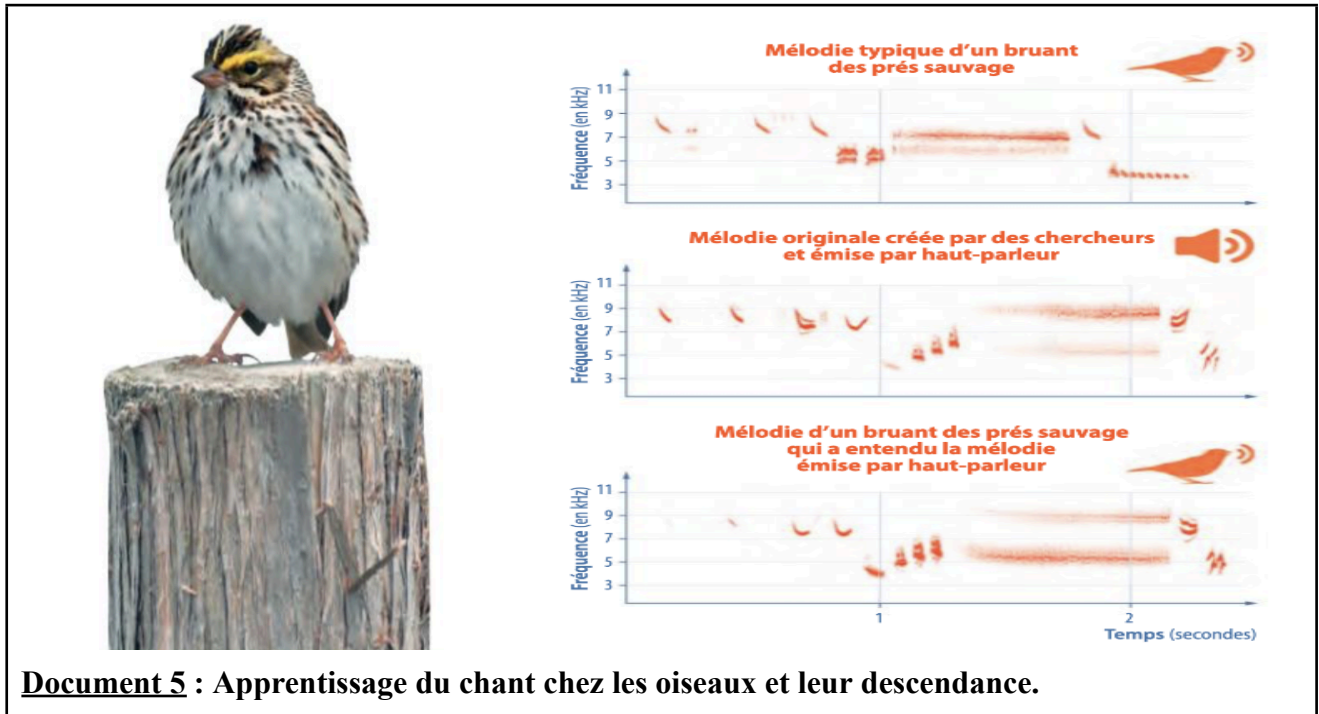 Mélodie typique d'un bruant
des prés sauvage
Fréquence (en kHz)
11
9
7
5
3
Mélodie originale créée par des chercheurs
et émise par haut-parleur
Fréquence (en kHz)
11
9
7
5
3
Mélodie d'un bruant des prés sauvage
qui a entendu la mélodie
émise par haut-parleur
Fréquence (en kHz)
11
9
7
5
3
1
2
Temps (secondes)
Document 5 : Apprentissage du chant chez les oiseaux et leur descendance.